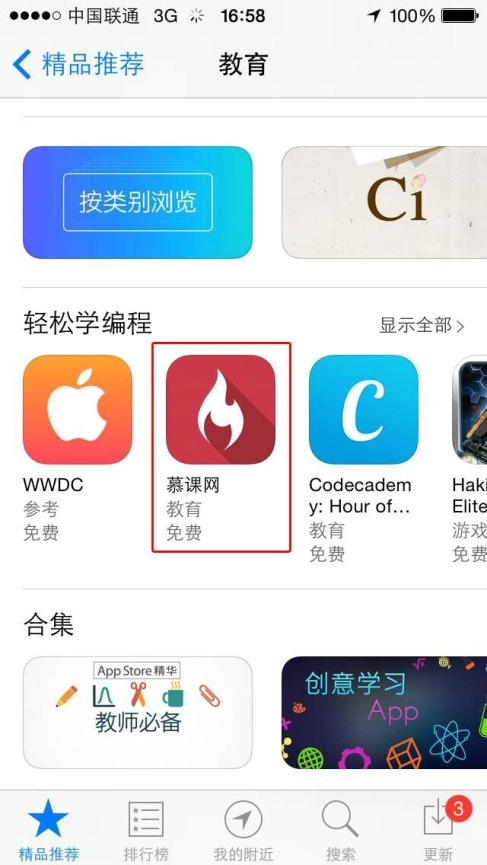 中国联通 3G 16:58 100%
精品推荐 教育
按类别浏览
Ci
轻松学编程 显示全部
C
WWDC
参考
免费
慕课网
教育
免费
Codecadem
y: Hour of...
教育
免费
Haki
Elite
游戏
免费
合集
App Store 精华
教师必备
创意学习
App
3
精品推荐 排行榜 我的附近 搜索 更新